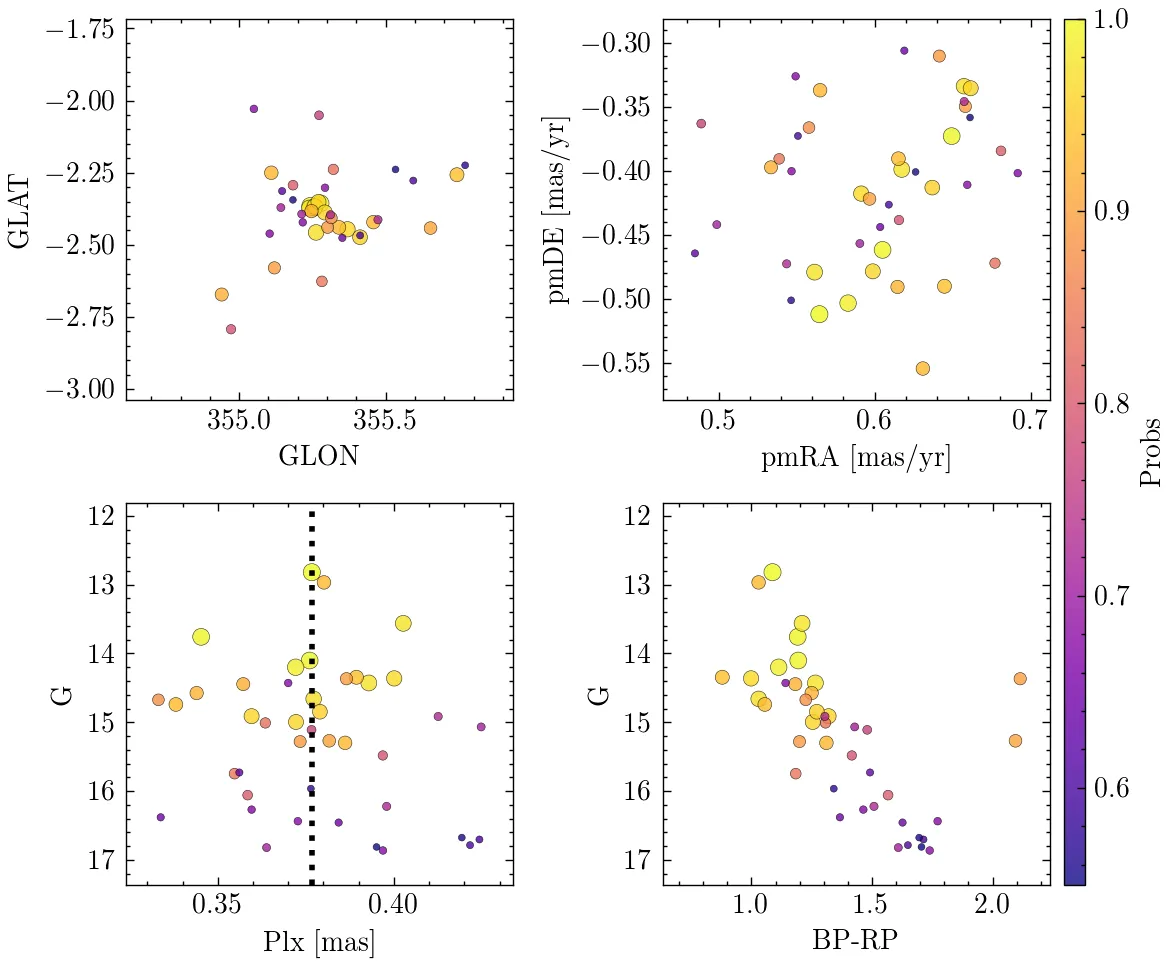 −1.75
−2.00
−2.25
−2.50
−2.75
−3.00
GLAT
355.0 355.5
GLON
−0.30
−0.35
−0.40
−0.45
−0.50
−0.55
pmDE [mas/yr]
0.5 0.6 0.7
pmRA [mas/yr]
12
13
14
15
16
17
G
0.35 0.40
Plx [mas]
12
13
14
15
16
17
G
1.0 1.5 2.0
BP-RP
1.0
0.9
0.8
0.7
0.6
Probs